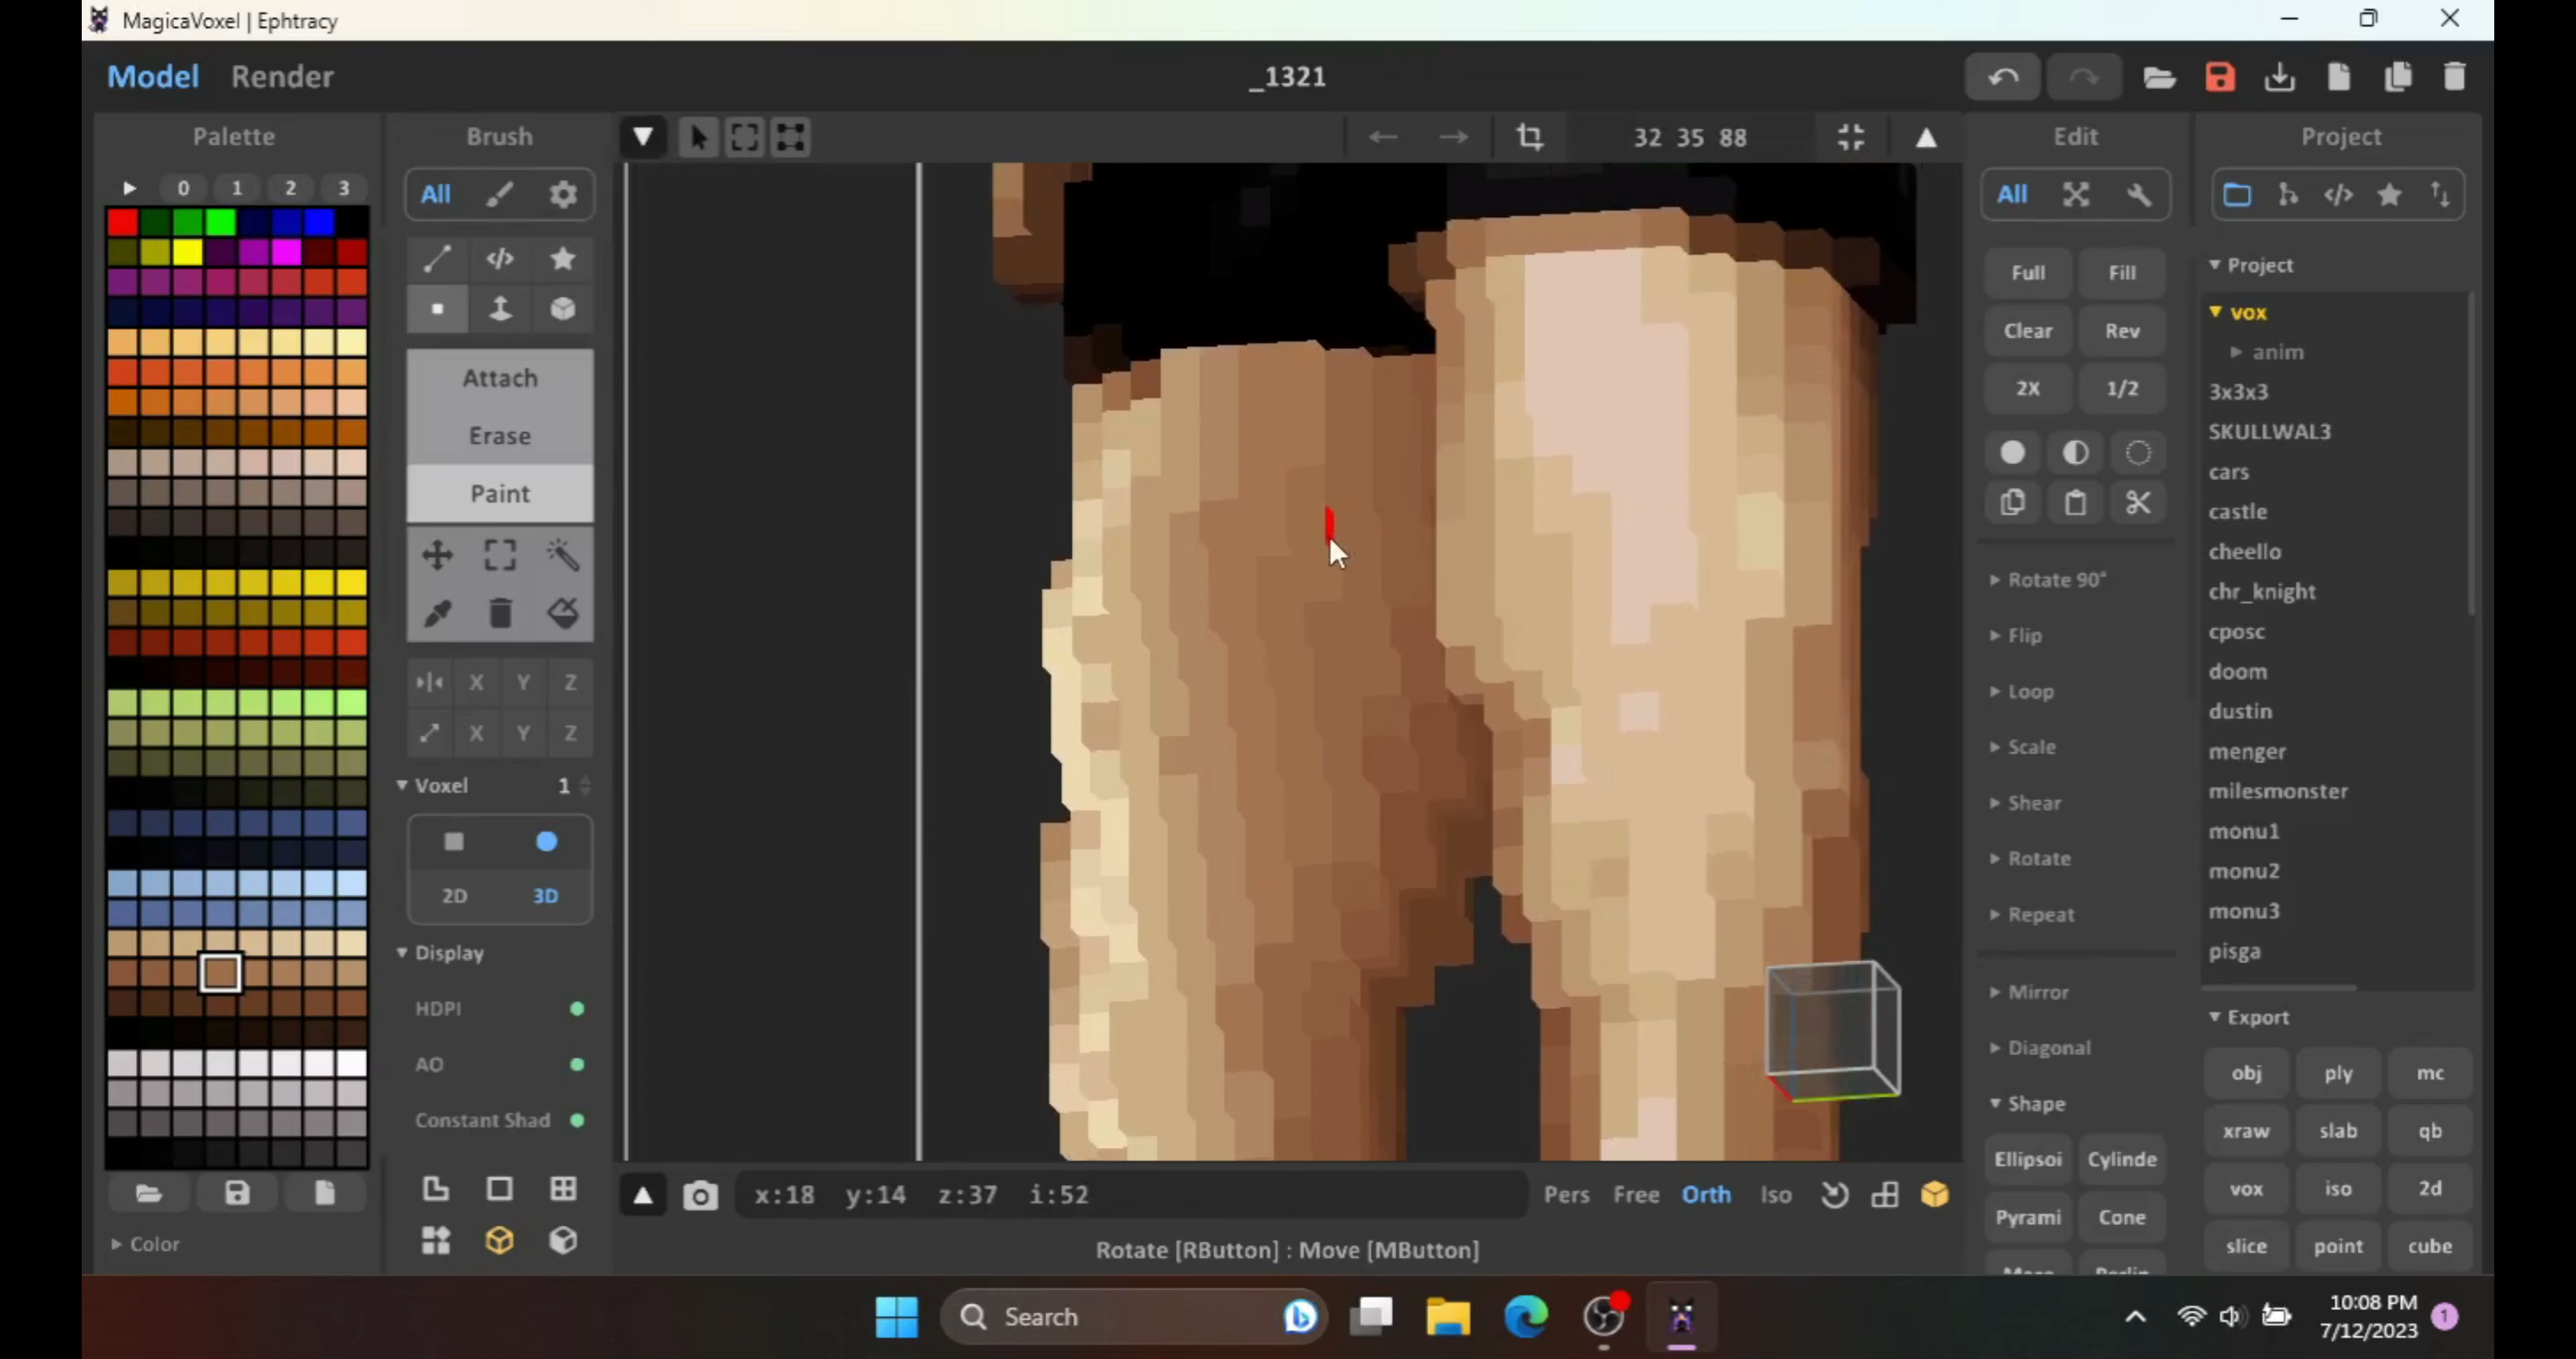 MagicaVoxel | Ephtracy
Model Render
_1321
Palette
0 1 2 3
Color
Brush
All
Attach
Erase
Paint
X Y Z
X Y Z
Voxel 1
2D 3D
Display
HDPI
AO
Constant Shad
32 35 88
x:18 y:14 z:37 i:52
Pers Free Orth Iso
Rotate [RButton] : Move [MButton]
Edit
All
Full Fill
Clear Rev
2X 1/2
Rotate 90°
Flip
Loop
Scale
Shear
Rotate
Repeat
Mirror
Diagonal
Shape
Ellipsoi Cylinde
Pyrami Cone
Project
Project
vox
anim
3x3x3
SKULLWAL3
cars
castle
cheello
chr_knight
cposc
doom
dustin
menger
milesmonster
monu1
monu2
monu3
pisga
Export
obj ply mc
xraw slab qb
vox iso 2d
slice point cube
Search
10:08 PM
7/12/2023
1